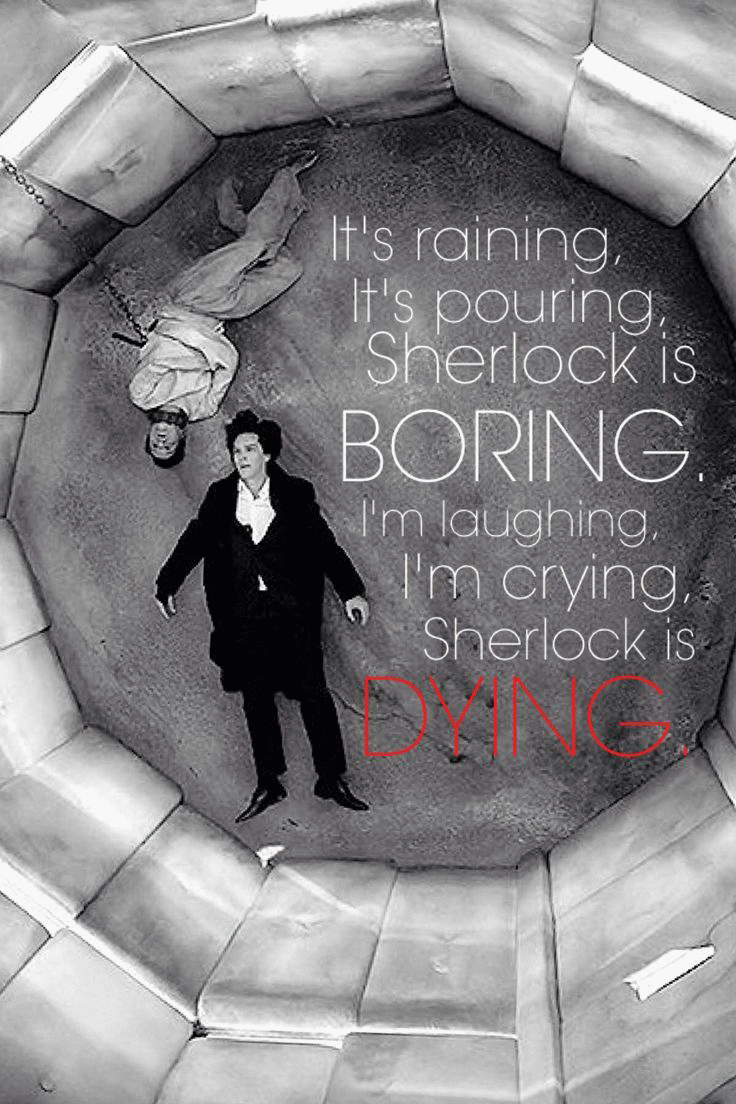 It's raining,
It's pouring,
Sherlock is
BORING.
I'm laughing,
I'm crying,
Sherlock is
DYING.